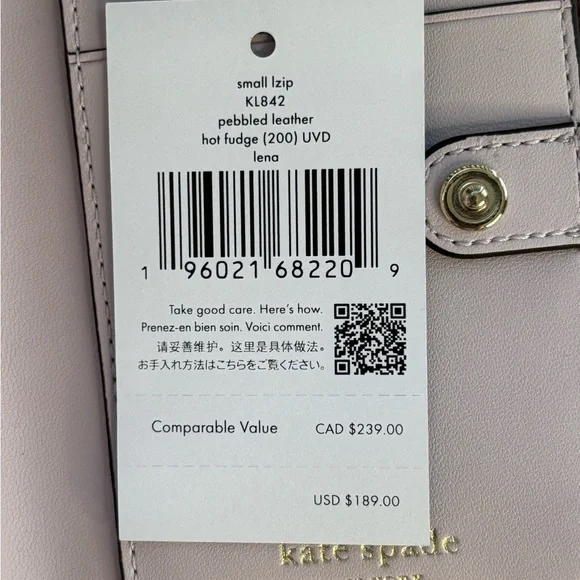 small lzip
KL842
pebbled leather
hot fudge (200) UVD
lena
1 96021 68220 9
Take good care. Here's how.
Prenez-en bien soin. Voici comment.
请妥善维护。这里是具体做法。
お手入れ方法はこちらをご覧ください。
Comparable Value CAD $239.00
USD $189.00
kate spade